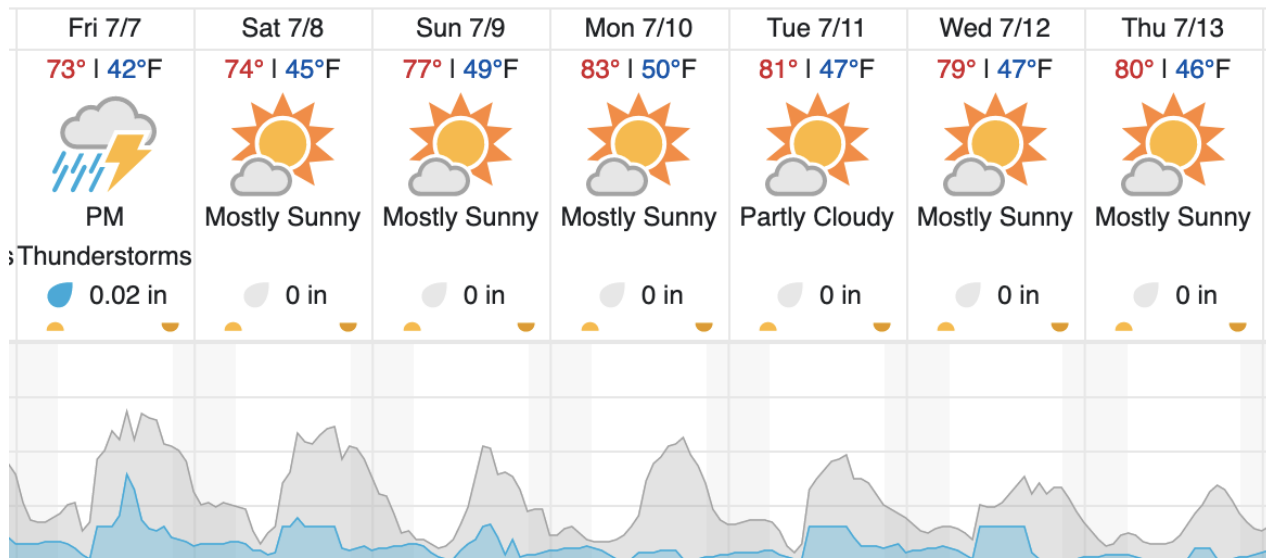 Fri 7/7 Sat 7/8 Sun 7/9 Mon 7/10 Tue 7/11 Wed 7/12 Thu 7/13
73° | 42°F 74° | 45°F 77° | 49°F 83° | 50°F 81° | 47°F 79° | 47°F 80° | 46°F
PM Mostly Sunny Mostly Sunny Mostly Sunny Partly Cloudy Mostly Sunny Mostly Sunny
s Thunderstorms
0.02 in 0 in 0 in 0 in 0 in 0 in 0 in